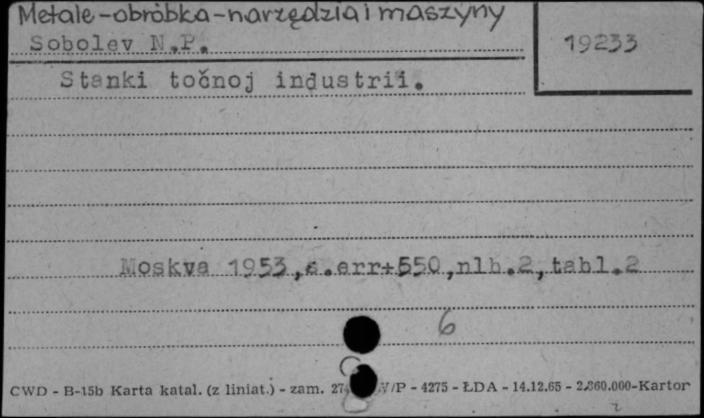 Metale-obróbka-narzędzia i maszyny
Sobolev N.P.
19233
Stanki točnoj industrii.
Moskva 1953, s.err+550, nlb.2, tabl.2
6
CWD - B-15b Karta katal. (z liniat.) - zam. V/P - 4275 - ŁDA - 14.12.65 - 2.860.000-Kartor